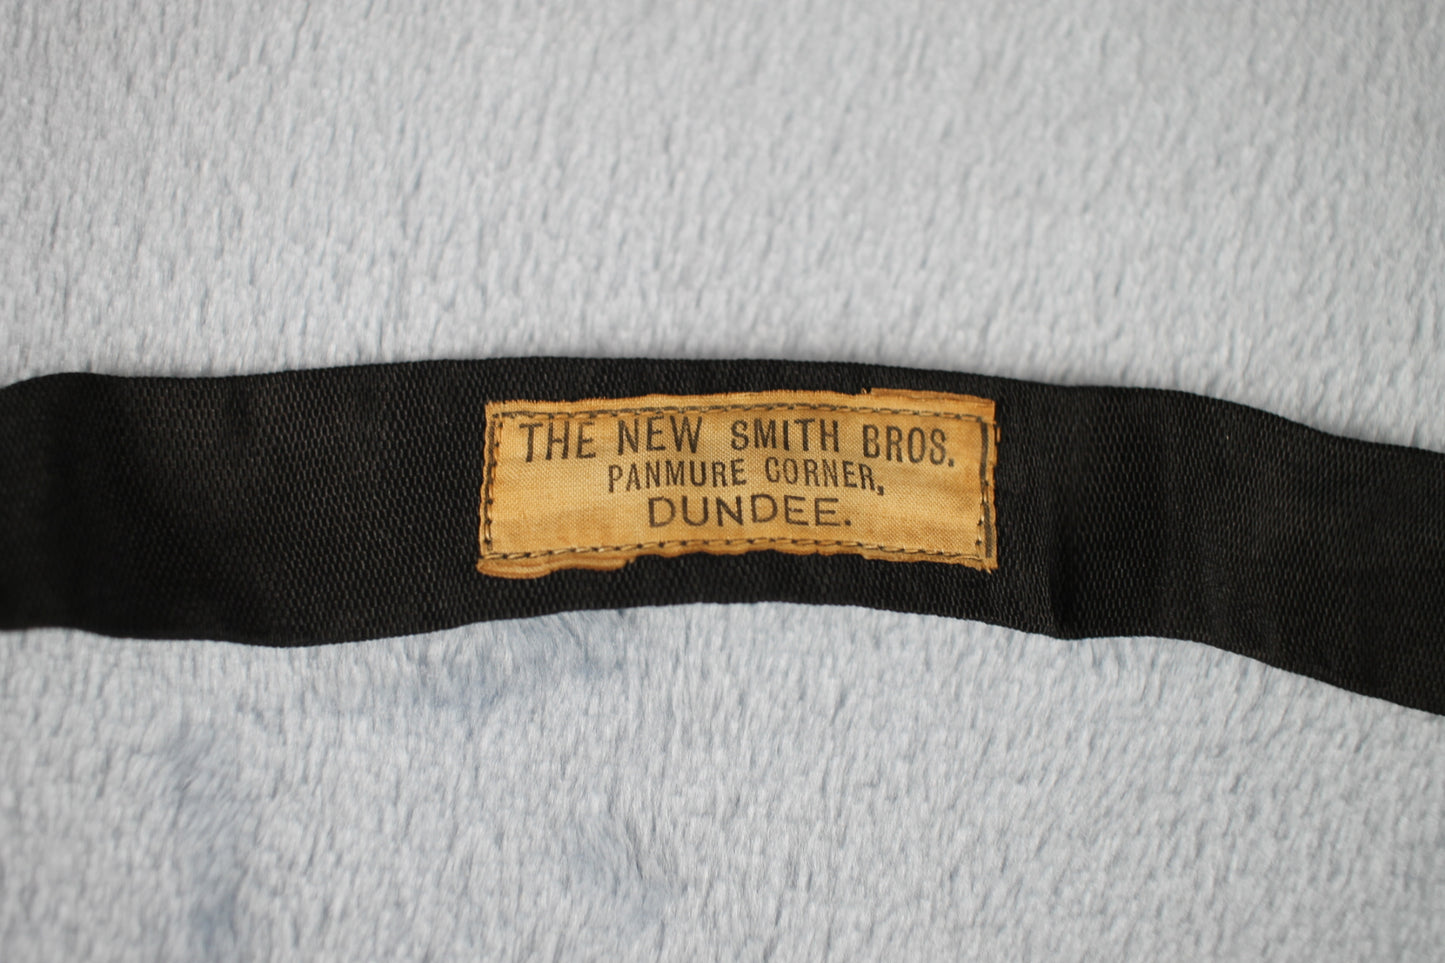 THE NEW SMITH BROS.
PANMURE CORNER,
DUNDEE.